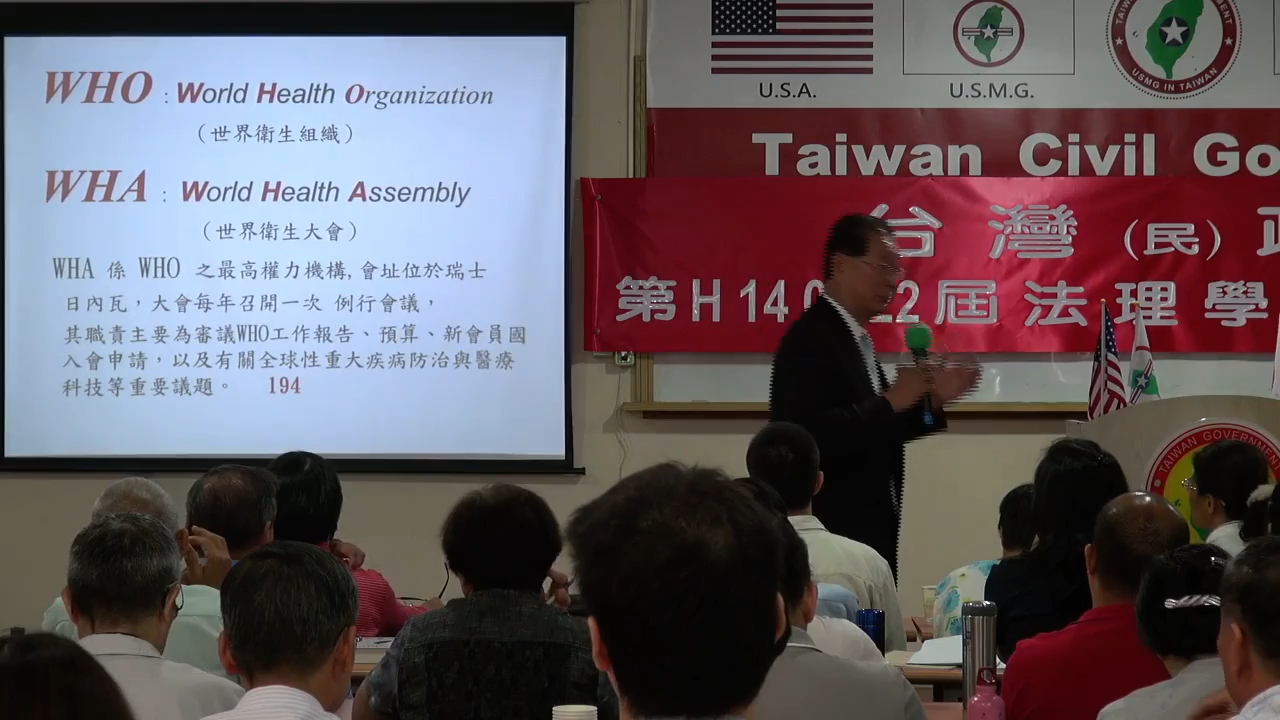 WHO : World Health Organization
（世界衛生組織）
WHA : World Health Assembly
（世界衛生大會）
WHA 係 WHO 之最高權力機構,會址位於瑞士
日內瓦，大會每年召開一次 例行會議，
其職責主要為審議WHO工作報告、預算、新會員國
入會申請，以及有關全球性重大疾病防治與醫療
科技等重要議題。 194
U.S.A.
U.S.M.G.
USMG IN TAIWAN
Taiwan Civil Go
台灣（民）
第H140 2屆法理學
TAIWAN GOVERNMENT